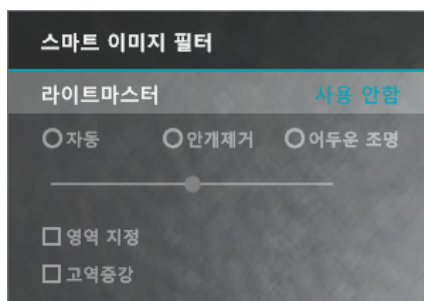 스마트 이미지 필터
라이트마스터 사용 안함
자동 안개제거 어두운 조명
영역 지정
고역증강